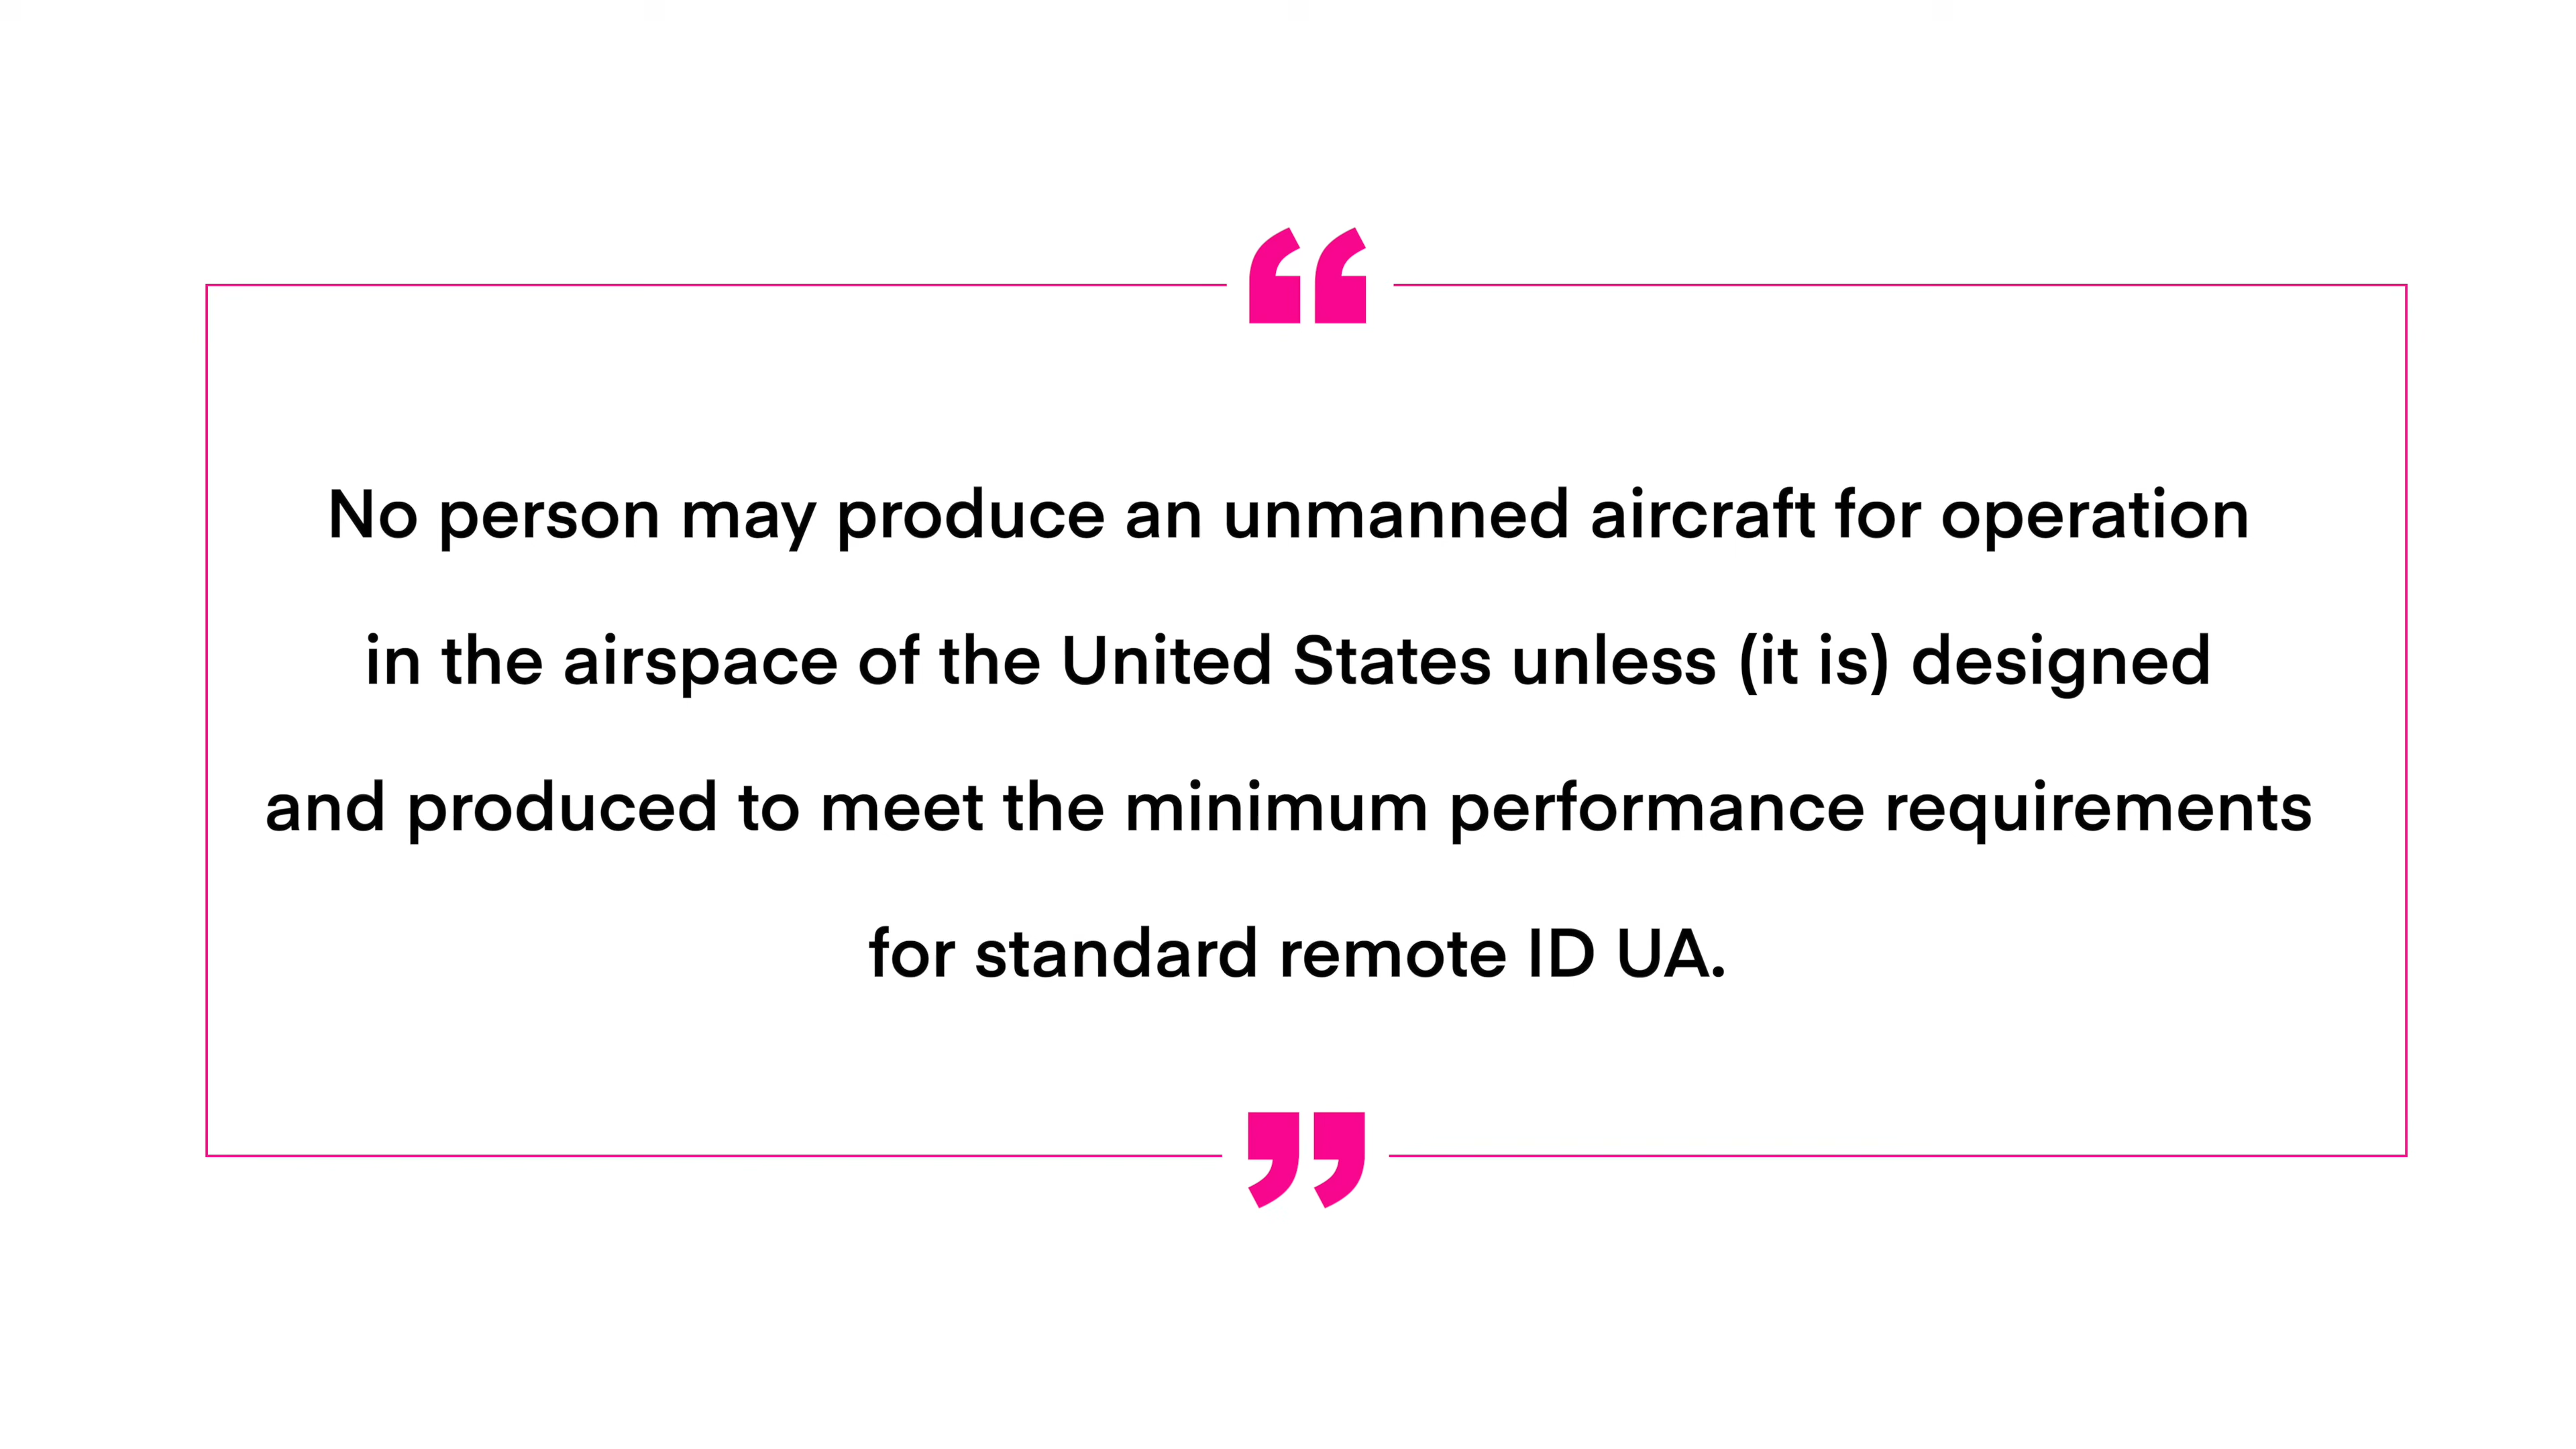 No person may produce an unmanned aircraft for operation
in the airspace of the United States unless (it is) designed
and produced to meet the minimum performance requirements
for standard remote ID UA.